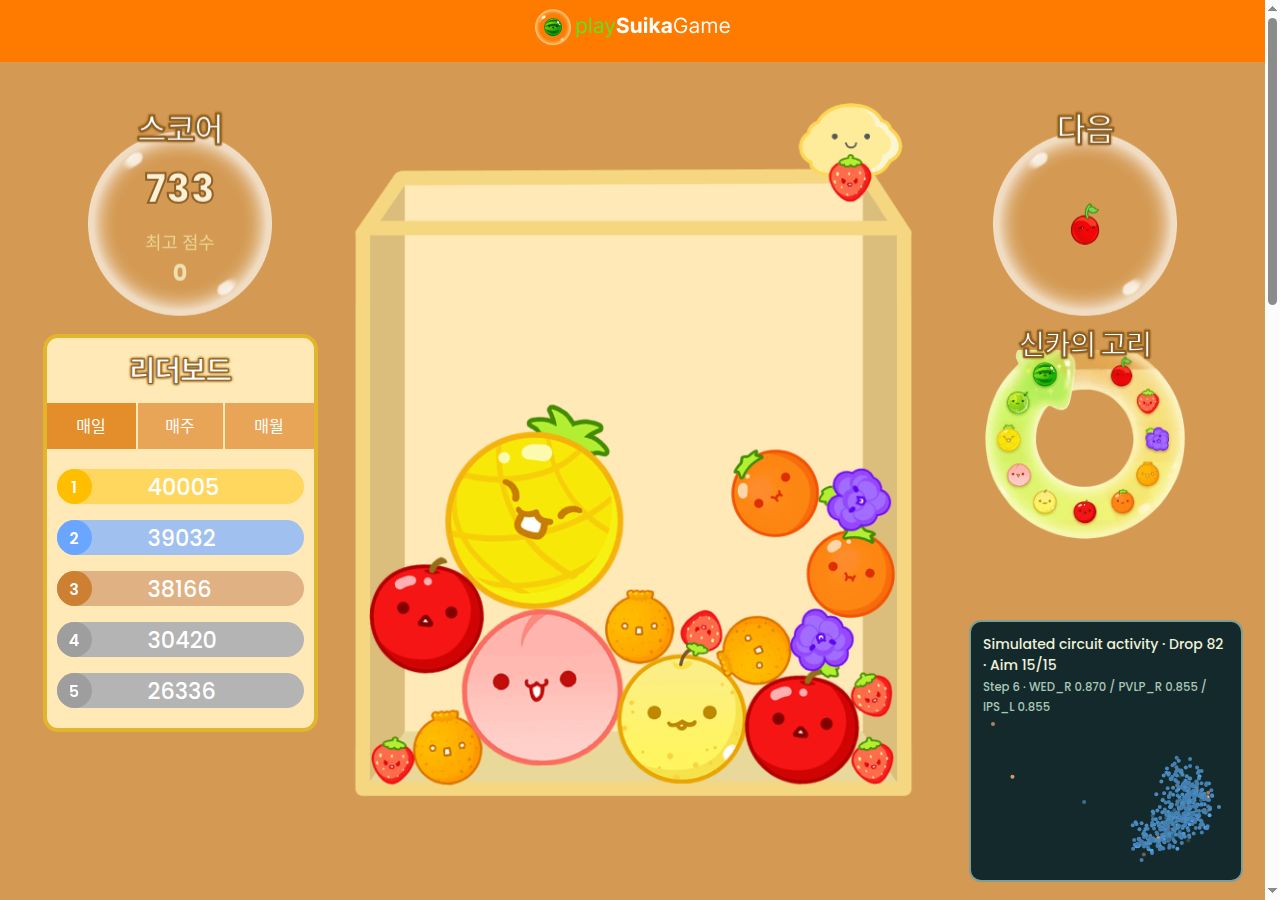 playSuikaGame
스코어
733
최고 점수
0
다음
신카의 고리
리더보드
매일 매주 매월
1 40005
2 39032
3 38166
4 30420
5 26336
Simulated circuit activity · Drop 82
· Aim 15/15
Step 6 · WED_R 0.870 / PVLP_R 0.855 /
IPS_L 0.855